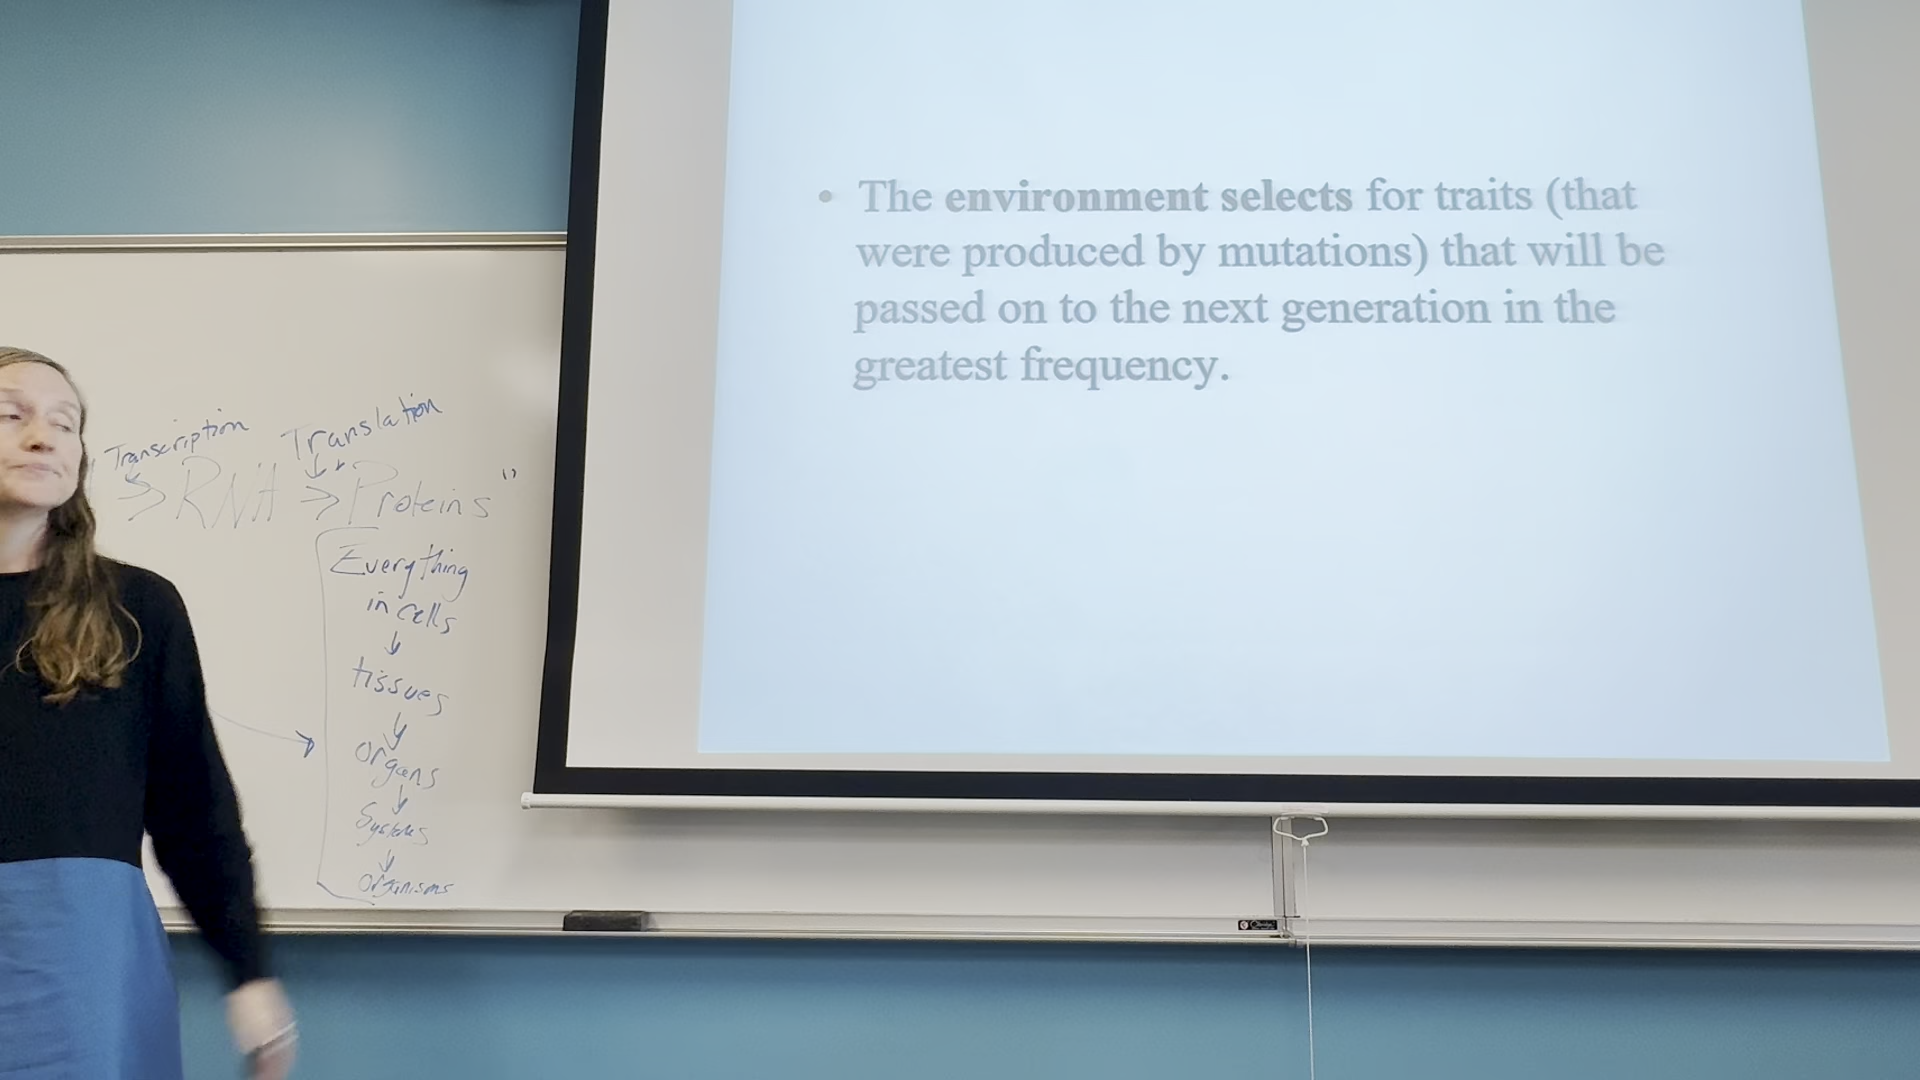 • The environment selects for traits (that
were produced by mutations) that will be
passed on to the next generation in the
greatest frequency.
Transcription
Translation
> RNA > Proteins"
Everything
in cells
↓
tissues
↓
organs
↓
Systems
↓
organisms